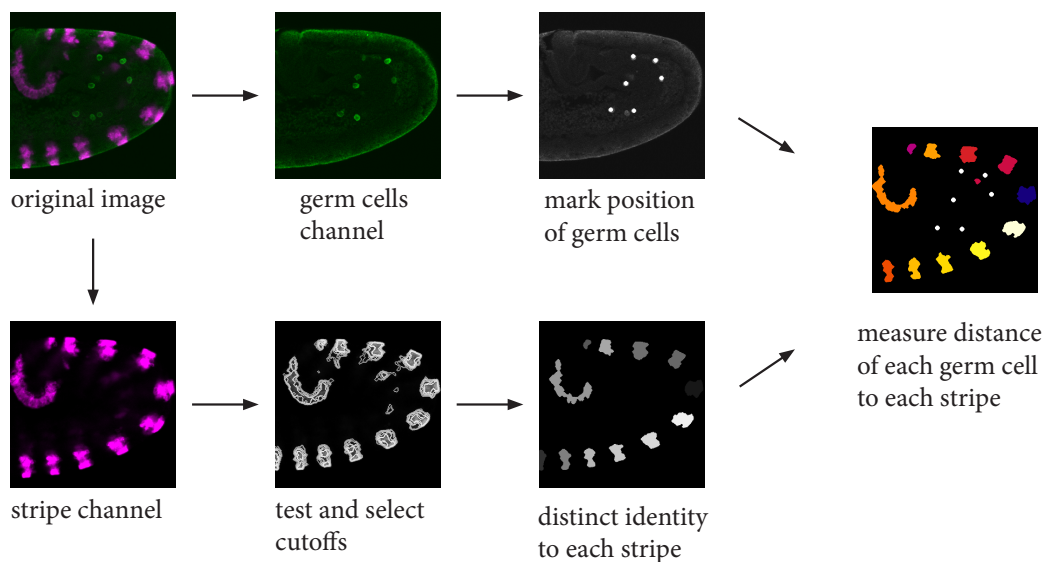 original image
germ cells
channel
mark position
of germ cells
measure distance
of each germ cell
to each stripe
stripe channel
test and select
cutoffs
distinct identity
to each stripe